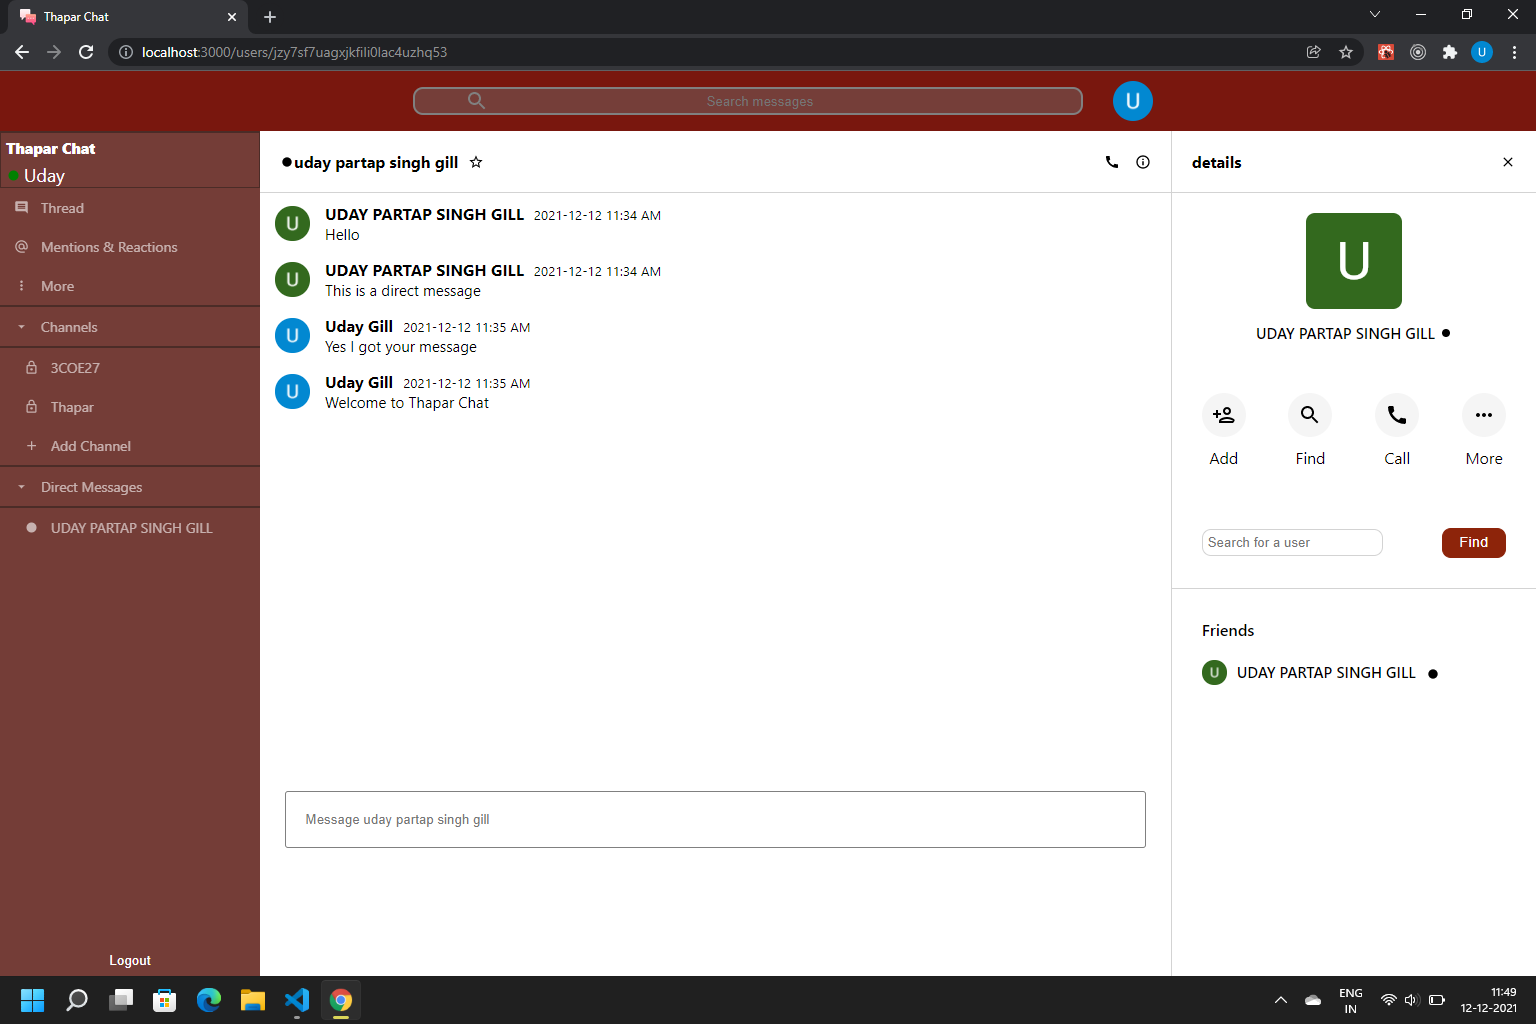 Thapar Chat
localhost:3000/users/jzy7sf7uagxjkfili0lac4uzhq53
U
Search messages
U
Thapar Chat
Uday
Thread
Mentions & Reactions
More
Channels
3COE27
Thapar
Add Channel
Direct Messages
UDAY PARTAP SINGH GILL
Logout
uday partap singh gill
U
UDAY PARTAP SINGH GILL 2021-12-12 11:34 AM
Hello
U
UDAY PARTAP SINGH GILL 2021-12-12 11:34 AM
This is a direct message
U
Uday Gill 2021-12-12 11:35 AM
Yes I got your message
U
Uday Gill 2021-12-12 11:35 AM
Welcome to Thapar Chat
Message uday partap singh gill
details
U
UDAY PARTAP SINGH GILL
Add Find Call More
Search for a user
Find
Friends
U UDAY PARTAP SINGH GILL
ENG
IN
11:49
12-12-2021